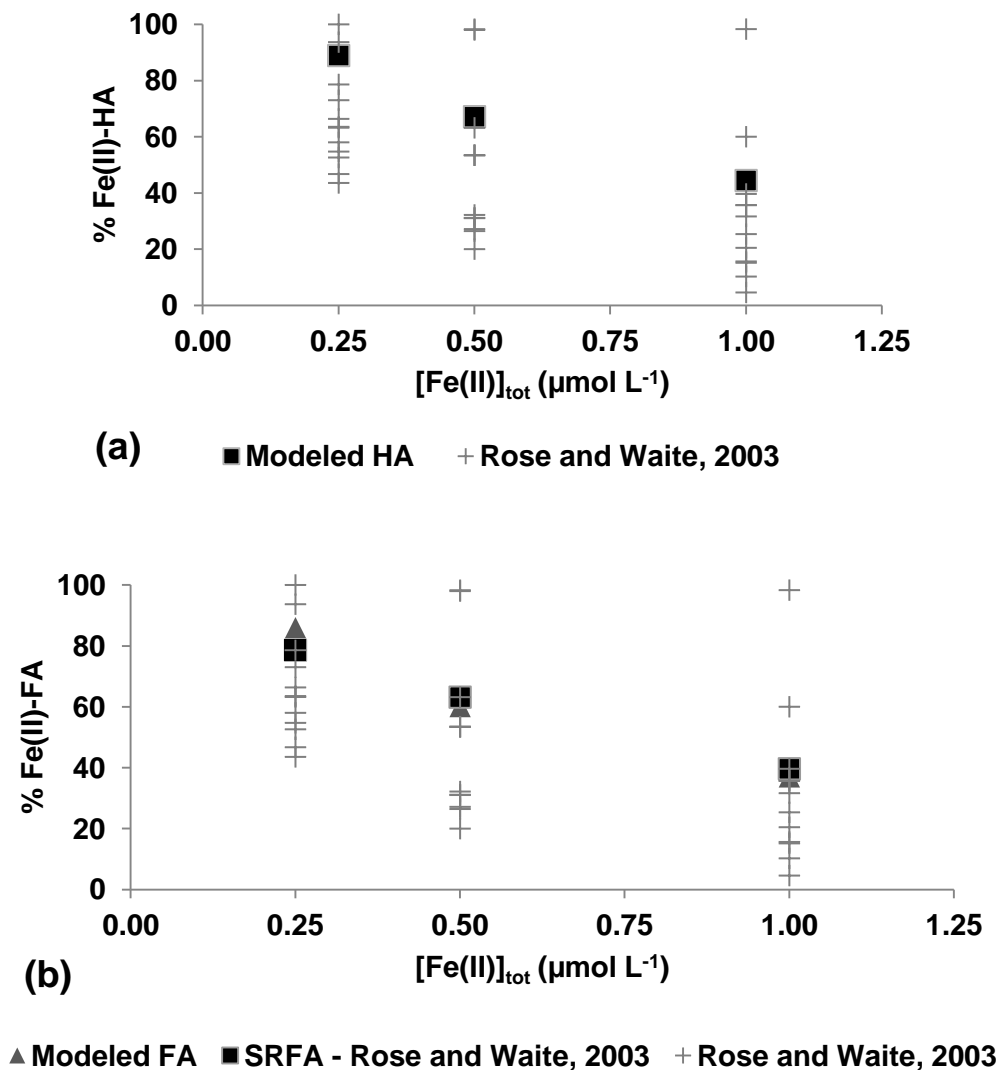 100
80
60
40
20
0
% Fe(II)-HA
0.00 0.25 0.50 0.75 1.00 1.25
[Fe(II)]tot (µmol L-1)
(a)
Modeled HA Rose and Waite, 2003
100
80
60
40
20
0
% Fe(II)-FA
0.00 0.25 0.50 0.75 1.00 1.25
[Fe(II)]tot (µmol L-1)
(b)
Modeled FA SRFA - Rose and Waite, 2003 Rose and Waite, 2003